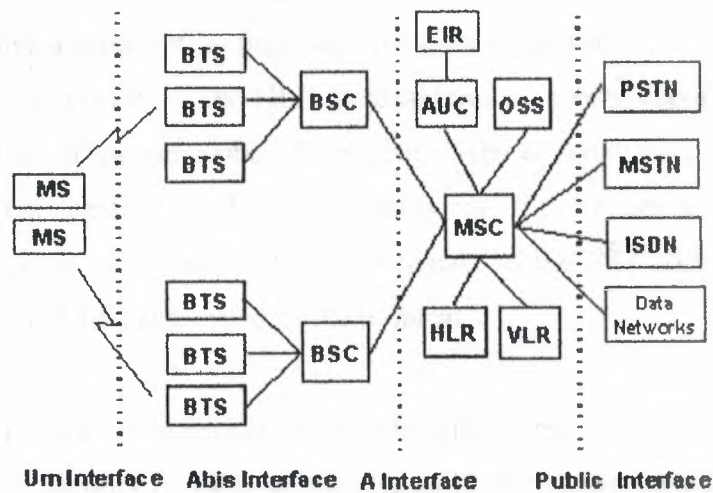 EIR
BTS
PSTN
BSC
AUC
OSS
BTS
MSTN
BTS
MS
MSC
MS
ISDN
BTS
Data
Networks
HLR
VLR
BTS
BSC
BTS
Um Interface
Abis Interface
A Interface
Public Interface